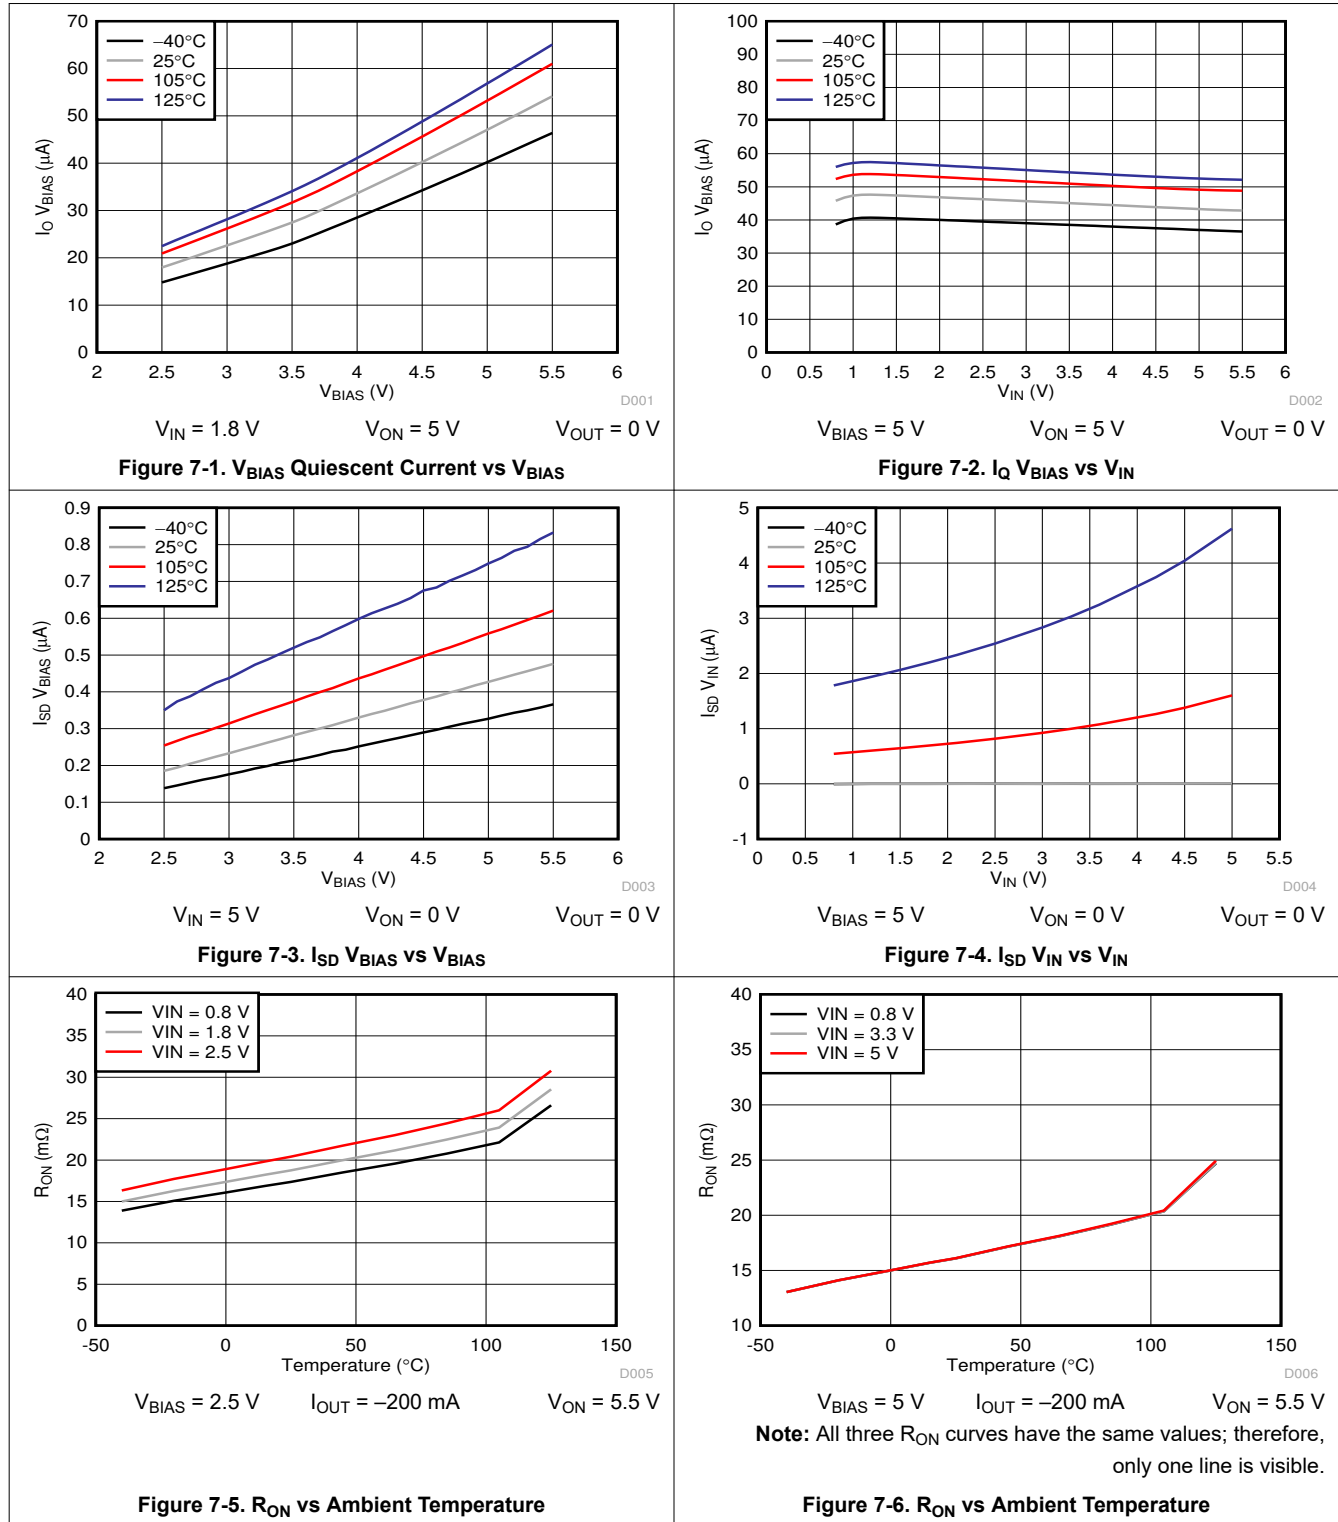 70
60
50
40
30
20
10
0
−40°C
25°C
105°C
125°C
I_O V_BIAS (μA)
2 2.5 3 3.5 4 4.5 5 5.5 6
V_BIAS (V)
D001
V_IN = 1.8 V V_ON = 5 V V_OUT = 0 V
Figure 7-1. V_BIAS Quiescent Current vs V_BIAS
100
90
80
70
60
50
40
30
20
10
0
−40°C
25°C
105°C
125°C
I_O V_BIAS (μA)
0 0.5 1 1.5 2 2.5 3 3.5 4 4.5 5 5.5 6
V_IN (V)
D002
V_BIAS = 5 V V_ON = 5 V V_OUT = 0 V
Figure 7-2. I_Q V_BIAS vs V_IN
0.9
0.8
0.7
0.6
0.5
0.4
0.3
0.2
0.1
0
−40°C
25°C
105°C
125°C
I_SD V_BIAS (μA)
2 2.5 3 3.5 4 4.5 5 5.5 6
V_BIAS (V)
D003
V_IN = 5 V V_ON = 0 V V_OUT = 0 V
Figure 7-3. I_SD V_BIAS vs V_BIAS
5
4
3
2
1
0
-1
−40°C
25°C
105°C
125°C
I_SD V_IN (μA)
0 0.5 1 1.5 2 2.5 3 3.5 4 4.5 5 5.5
V_IN (V)
D004
V_BIAS = 5 V V_ON = 0 V V_OUT = 0 V
Figure 7-4. I_SD V_IN vs V_IN
40
35
30
25
20
15
10
5
0
VIN = 0.8 V
VIN = 1.8 V
VIN = 2.5 V
R_ON (mΩ)
-50 0 50 100 150
Temperature (°C)
D005
V_BIAS = 2.5 V I_OUT = –200 mA V_ON = 5.5 V
Figure 7-5. R_ON vs Ambient Temperature
40
35
30
25
20
15
10
VIN = 0.8 V
VIN = 3.3 V
VIN = 5 V
R_ON (mΩ)
-50 0 50 100 150
Temperature (°C)
D006
V_BIAS = 5 V I_OUT = –200 mA V_ON = 5.5 V
Note: All three R_ON curves have the same values; therefore,
only one line is visible.
Figure 7-6. R_ON vs Ambient Temperature